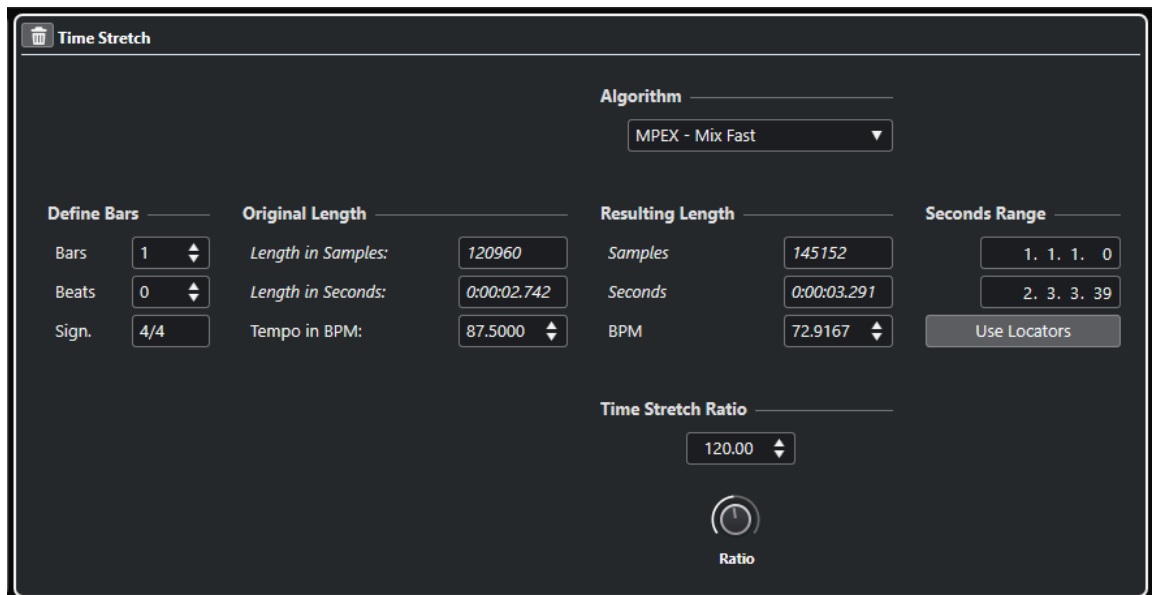 Time Stretch
Algorithm
MPEX - Mix Fast
Define Bars
Bars 1
Beats 0
Sign. 4/4
Original Length
Length in Samples: 120960
Length in Seconds: 0:00:02.742
Tempo in BPM: 87.5000
Resulting Length
Samples 145152
Seconds 0:00:03.291
BPM 72.9167
Seconds Range
1. 1. 1. 0
2. 3. 3. 39
Use Locators
Time Stretch Ratio
120.00
Ratio